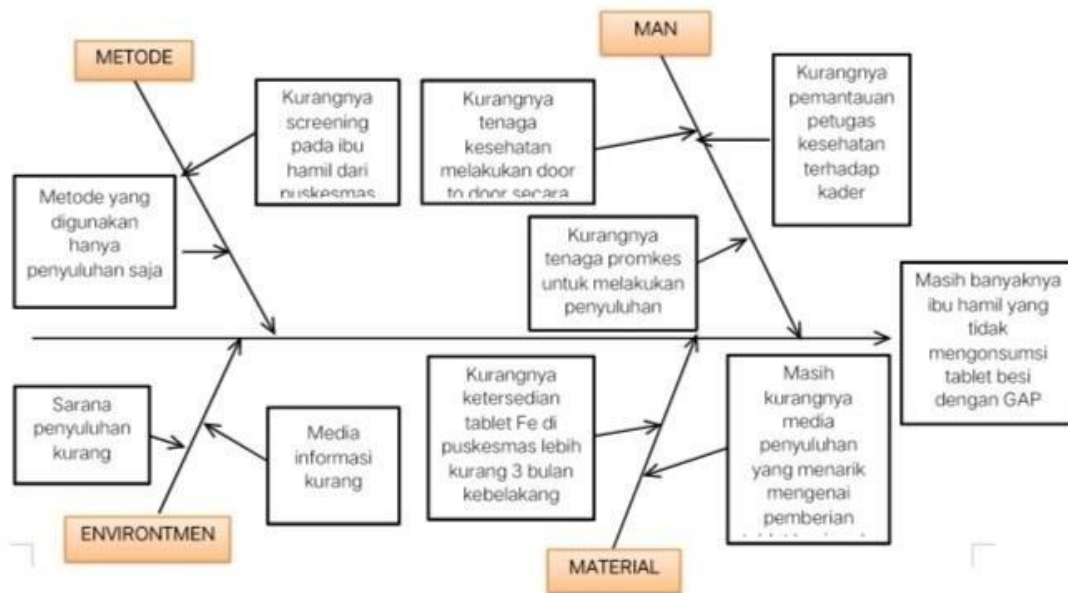 METODE
MAN
Kurangnya
screening
pada ibu
hamil dari
puskesmas
Kurangnya
tenaga
kesehatan
melakukan door
to door secara
Kurangnya
pemantauan
petugas
kesehatan
terhadap
kader
Metode yang
digunakan
hanya
penyuluhan saja
Kurangnya
tenaga promkes
untuk melakukan
penyuluhan
Masih banyaknya
ibu hamil yang
tidak
mengonsumsi
tablet besi
dengan GAP
Sarana
penyuluhan
kurang
Media
informasi
kurang
Kurangnya
ketersedian
tablet Fe di
puskesmas lebih
kurang 3 bulan
kebelakang
Masih
kurangnya
media
penyuluhan
yang menarik
mengenai
pemberian
ENVIRONTMEN
MATERIAL